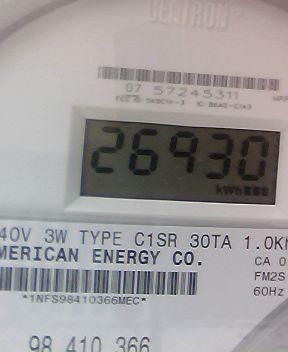 CENTRON®
07 57245311
26930
kWh
40V 3W TYPE C1SR 30TA 1.0Kh
MERICAN ENERGY CO.
CA 0
FM2S
60Hz
*1NFS98410366MEC*
98 410 366